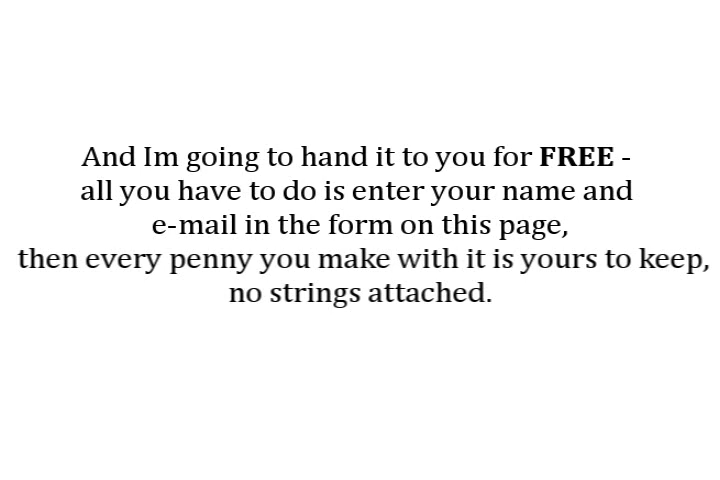 And Im going to hand it to you for FREE -
all you have to do is enter your name and
e-mail in the form on this page,
then every penny you make with it is yours to keep,
no strings attached.